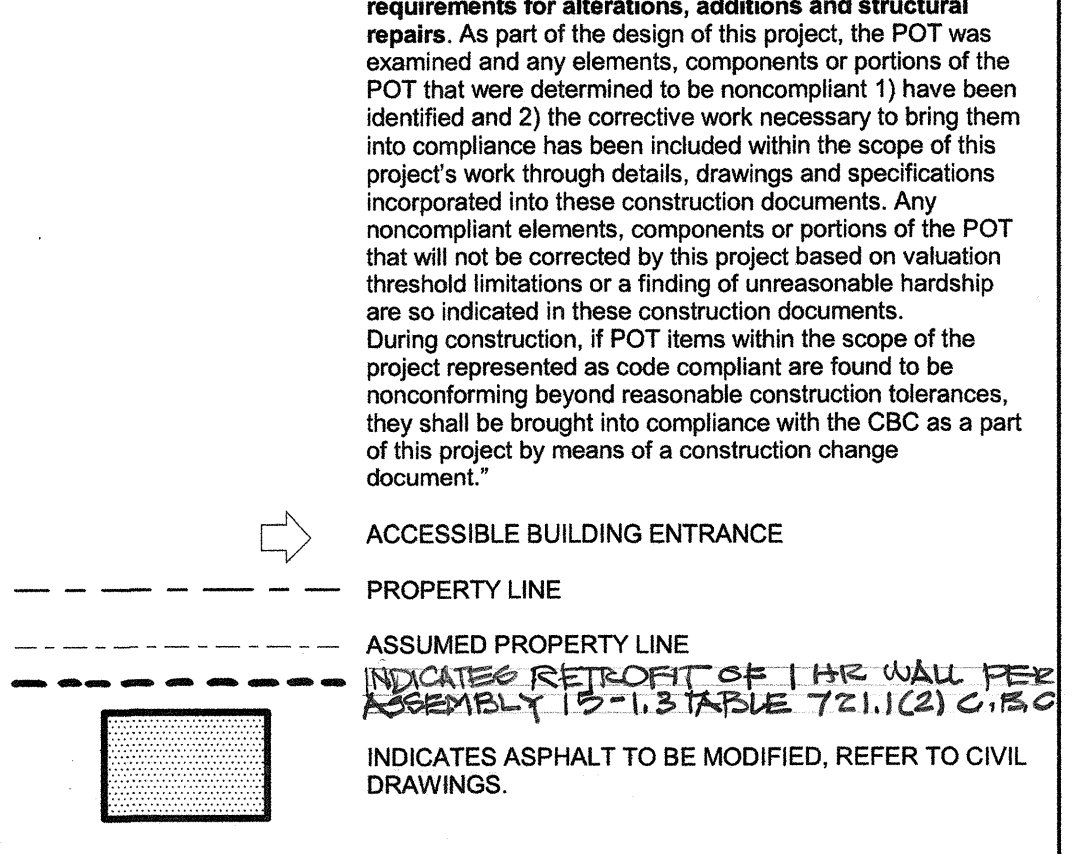 requirements for alterations, additions and structural
repairs. As part of the design of this project, the POT was
examined and any elements, components or portions of the
POT that were determined to be noncompliant 1) have been
identified and 2) the corrective work necessary to bring them
into compliance has been included within the scope of this
project's work through details, drawings and specifications
incorporated into these construction documents. Any
noncompliant elements, components or portions of the POT
that will not be corrected by this project based on valuation
threshold limitations or a finding of unreasonable hardship
are so indicated in these construction documents.
During construction, if POT items within the scope of the
project represented as code compliant are found to be
nonconforming beyond reasonable construction tolerances,
they shall be brought into compliance with the CBC as a part
of this project by means of a construction change
document.”
ACCESSIBLE BUILDING ENTRANCE
PROPERTY LINE
ASSUMED PROPERTY LINE
INDICATES RETROFIT OF 1 HR WALL PER
ASSEMBLY 15-1.3 TABLE 721.1(2) C.B.C
INDICATES ASPHALT TO BE MODIFIED, REFER TO CIVIL
DRAWINGS.